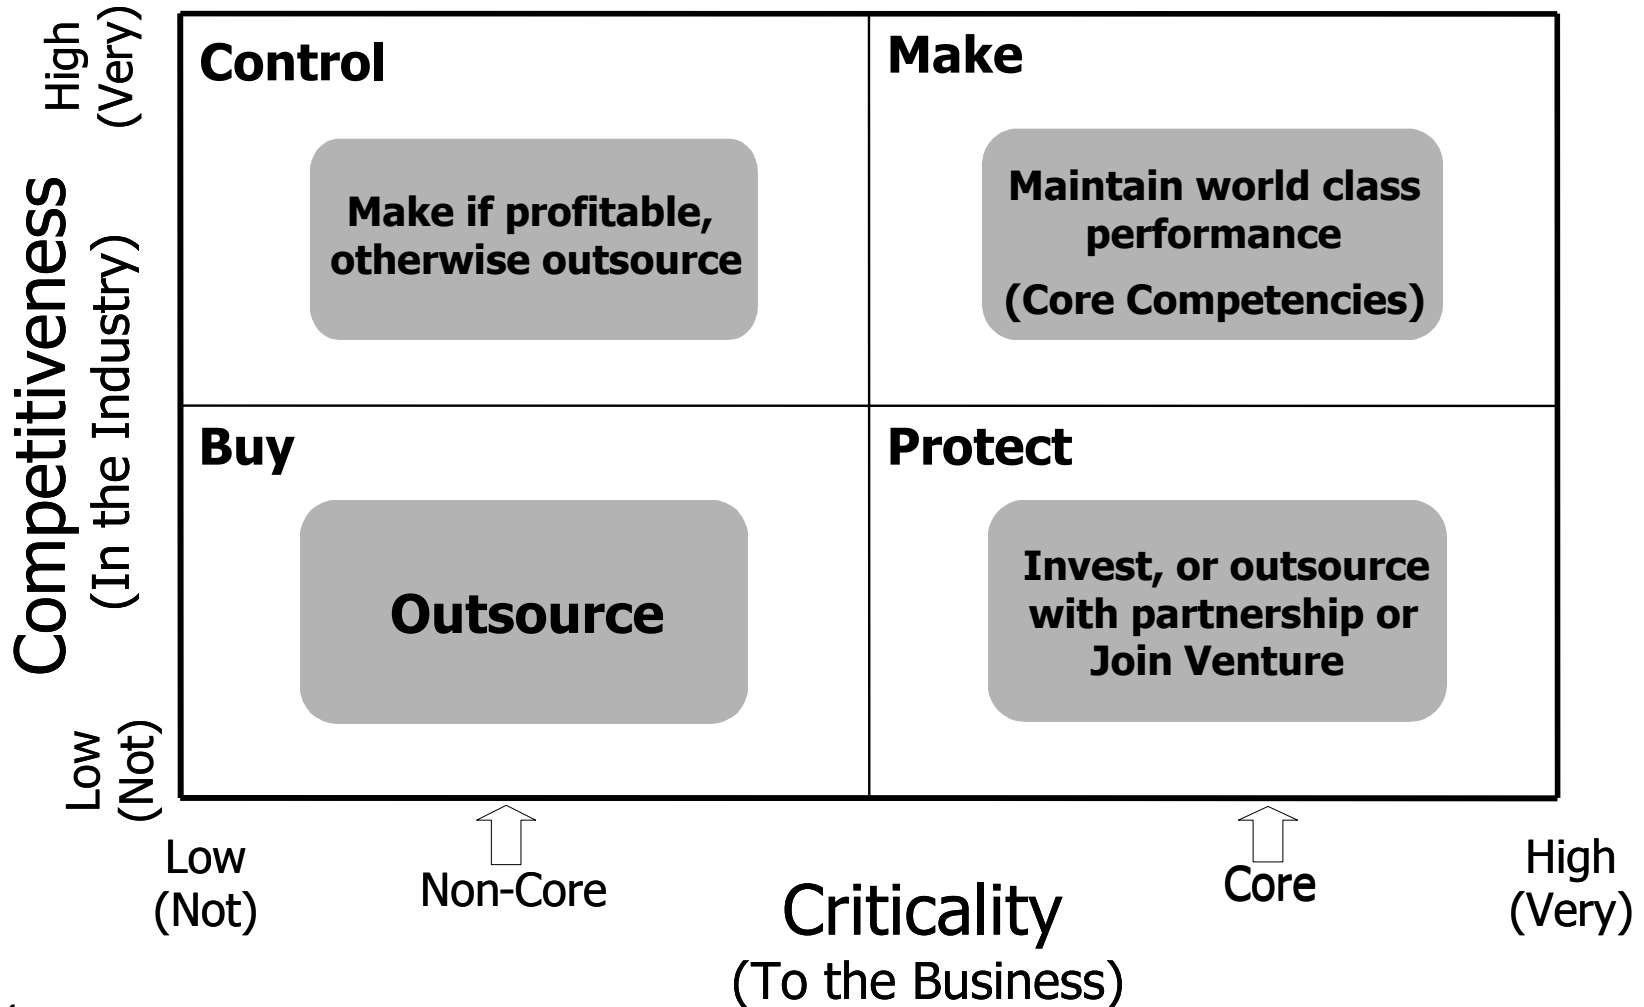 High
(Very)
Control
Make
Make if profitable,
otherwise outsource
Maintain world class
performance
(Core Competencies)
Competitiveness
(In the Industry)
Buy
Protect
Outsource
Invest, or outsource
with partnership or
Join Venture
Low
(Not)
Low
(Not)
Non-Core
Criticality
(To the Business)
Core
High
(Very)